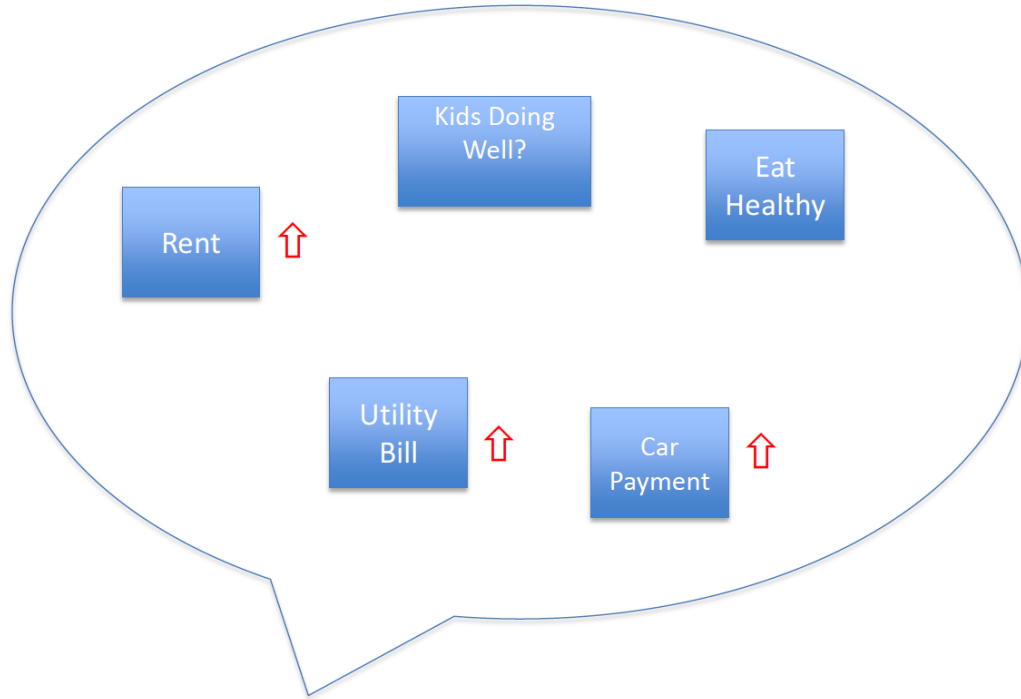 Kids Doing
Well?
Eat
Healthy
Rent
Utility
Bill
Car
Payment